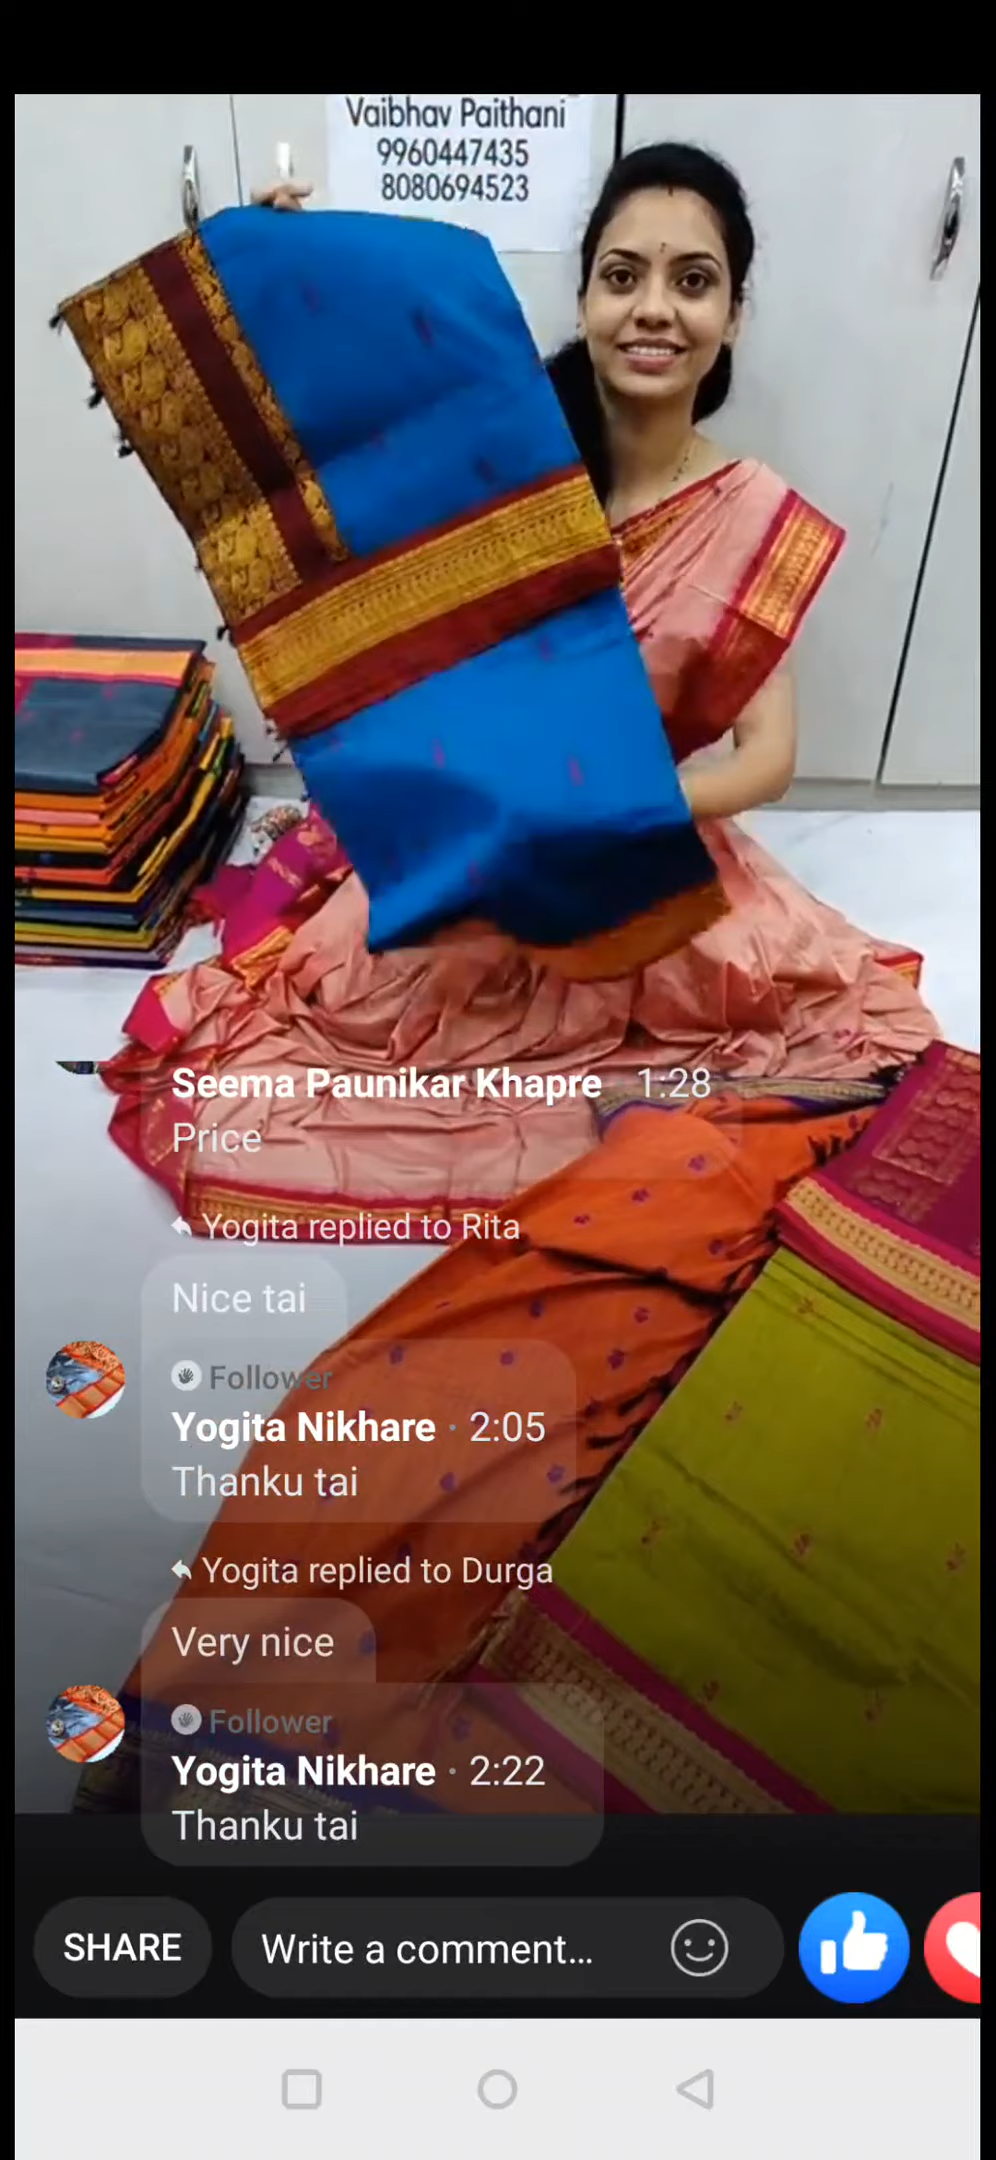 Vaibhav Paithani
9960447435
8080694523
Seema Paunikar Khapre 1:28
Price
Yogita replied to Rita
Nice tai
Follower
Yogita Nikhare · 2:05
Thanku tai
Yogita replied to Durga
Very nice
Follower
Yogita Nikhare · 2:22
Thanku tai
SHARE
Write a comment...